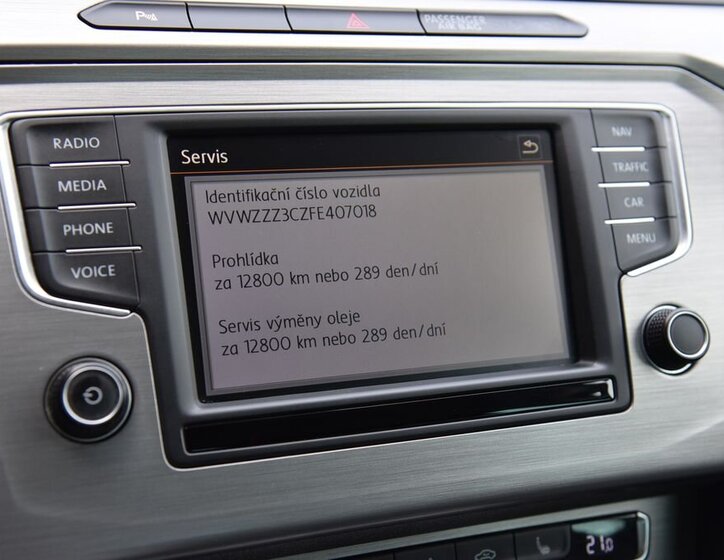 P
PASSENGER
AIR BAG
RADIO
MEDIA
PHONE
VOICE
Servis
Identifikační číslo vozidla
WVWZZZ3CZFE407018
Prohlídka
za 12800 km nebo 289 den/dní
Servis výměny oleje
za 12800 km nebo 289 den/dní
NAV
TRAFFIC
CAR
MENU
21.0